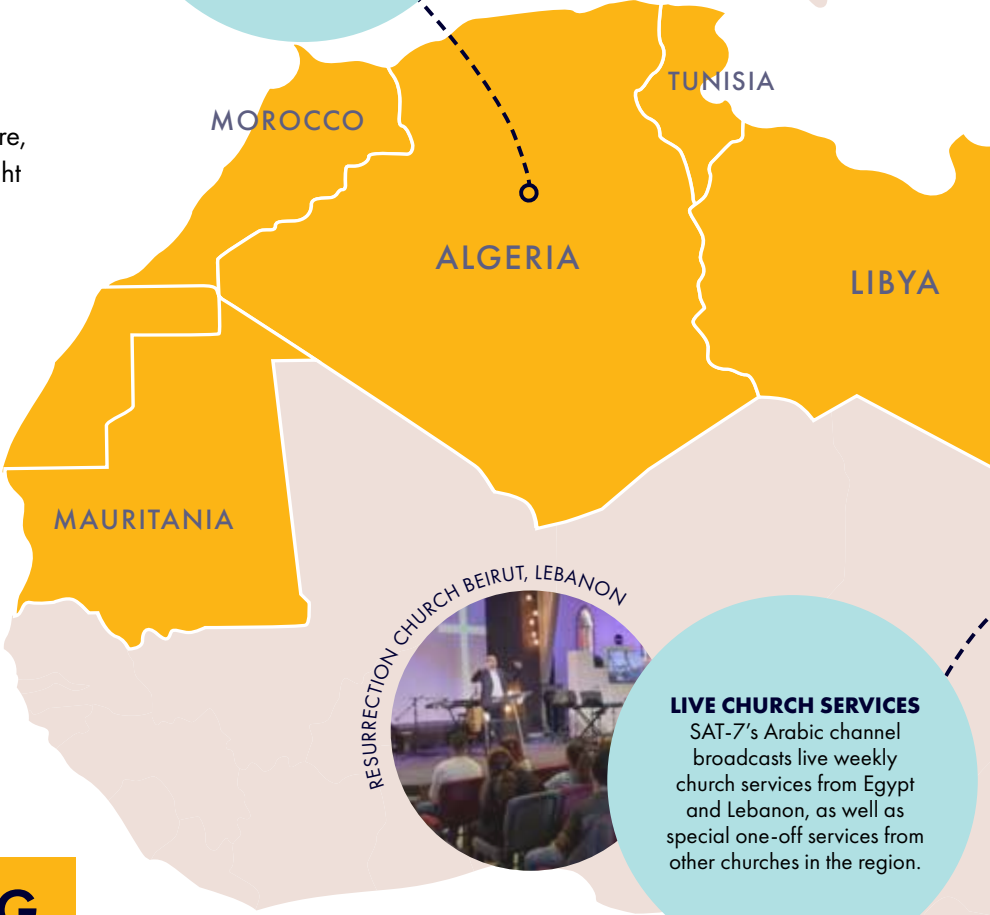 TUNISIA
MOROCCO
re,
ht
ALGERIA
LIBYA
MAURITANIA
RESURRECTION CHURCH BEIRUT, LEBANON
LIVE CHURCH SERVICES
SAT-7’s Arabic channel
broadcasts live weekly
church services from Egypt
and Lebanon, as well as
special one-off services from
other churches in the region.
G